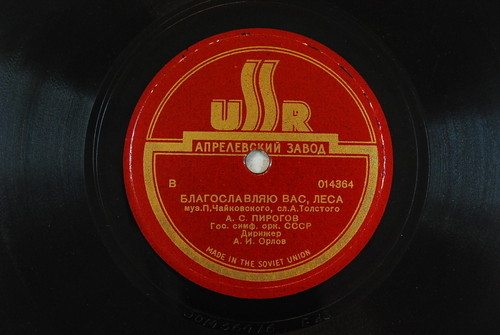 USSR
АПРЕЛЕВСКИЙ ЗАВОД
В 014364
БЛАГОСЛАВЛЯЮ ВАС, ЛЕСА
муз.П.Чайковского, сл.А.Толстого
А. С. ПИРОГОВ
Гос. симф. орк. СССР
Дирижер
А. И. Орлов
MADE IN THE SOVIET UNION